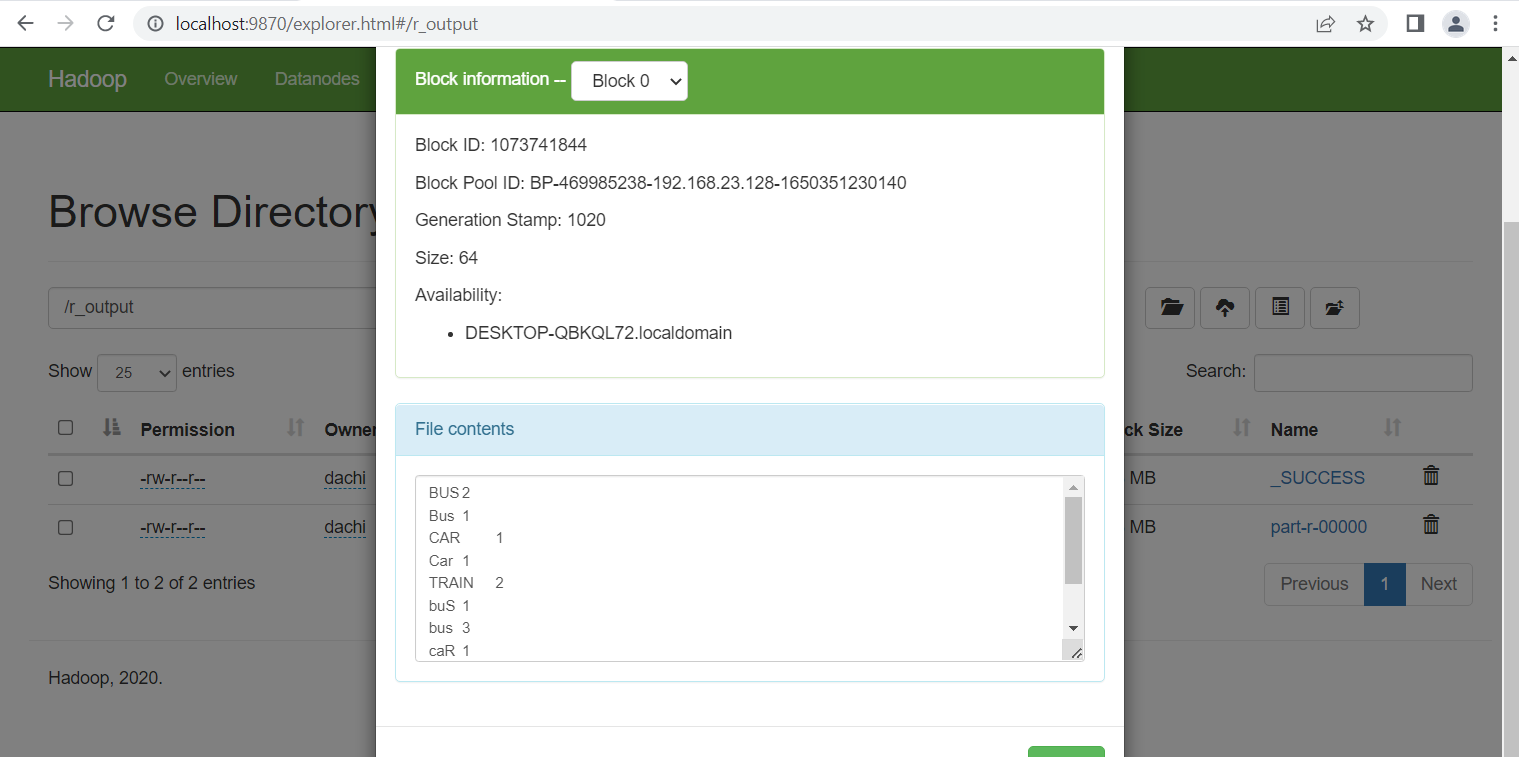 localhost:9870/explorer.html#/r_output
Hadoop Overview Datanodes
Block information -- Block 0
Block ID: 1073741844
Block Pool ID: BP-469985238-192.168.23.128-1650351230140
Generation Stamp: 1020
Size: 64
Availability:
DESKTOP-QBKQL72.localdomain
Browse Directory
/r_output
Show 25 entries
Search:
Permission Owner ck Size Name
-rw-r--r-- dachi MB _SUCCESS
-rw-r--r-- dachi MB part-r-00000
File contents
BUS 2
Bus 1
CAR 1
Car 1
TRAIN 2
buS 1
bus 3
caR 1
Showing 1 to 2 of 2 entries
Previous 1 Next
Hadoop, 2020.